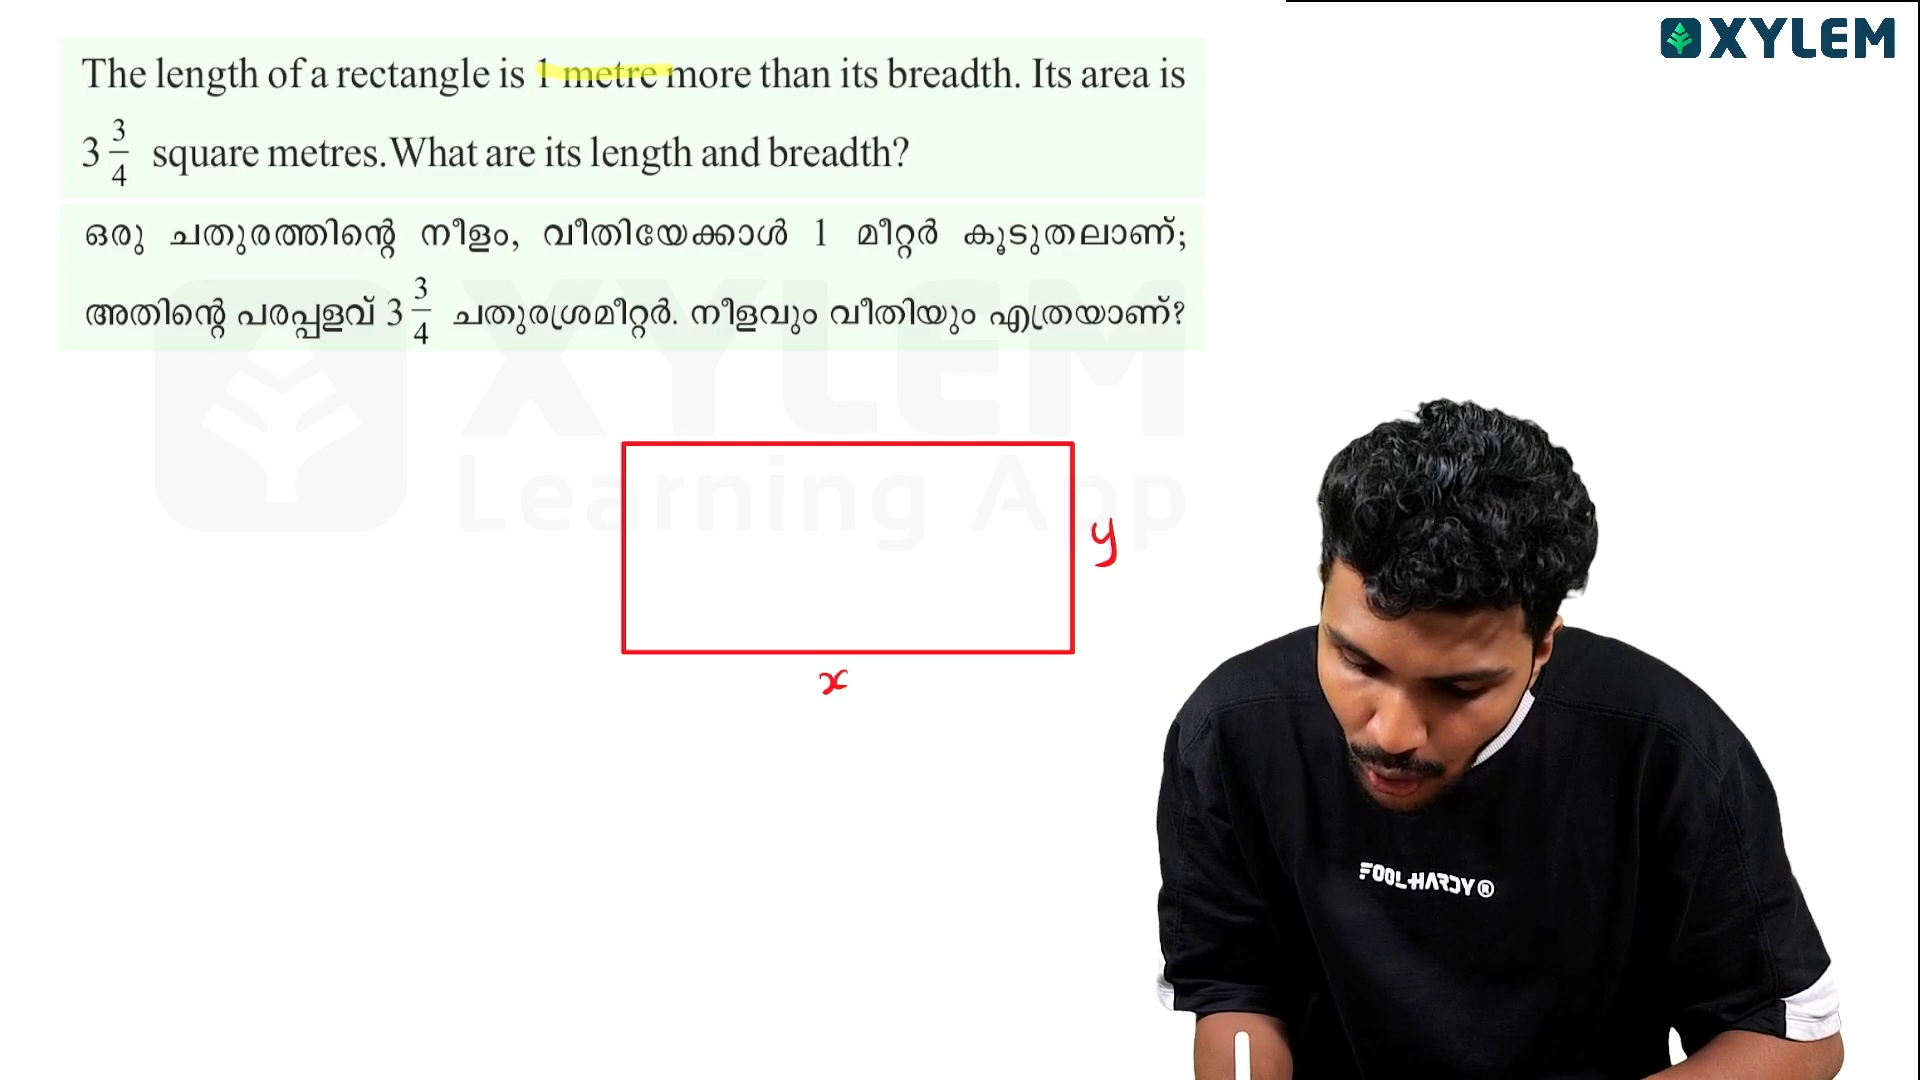 XYLEM
The length of a rectangle is 1 metre more than its breadth. Its area is
3 3/4 square metres. What are its length and breadth?
ഒരു ചതുരത്തിന്റെ നീളം, വീതിയേക്കാൾ 1 മീറ്റർ കൂടുതലാണ്;
അതിന്റെ പരപ്പളവ് 3 3/4 ചതുരശ്രമീറ്റർ. നീളവും വീതിയും എത്രയാണ്?
XYLEM
Learning App
y
x
FOOLHARDY®